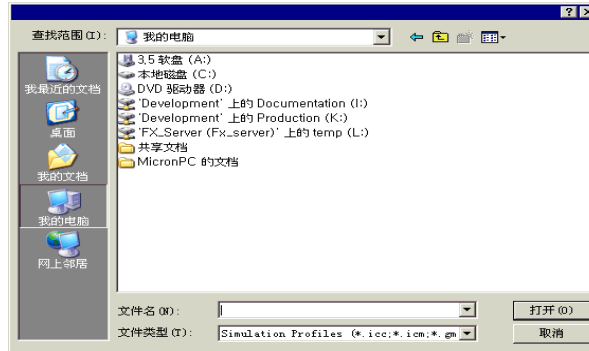 查找范围(I):
我的电脑
3.5 软盘 (A:)
本地磁盘 (C:)
DVD 驱动器 (D:)
'Development' 上的 Documentation (I:)
'Development' 上的 Production (K:)
'FX_Server (Fx_server)' 上的 temp (L:)
共享文档
MicronPC 的文档
我最近的文档
桌面
我的文档
我的电脑
网上邻居
文件名(N):
打开(O)
文件类型(T):
Simulation Profiles (*.icc;*.icm;*.gm
取消